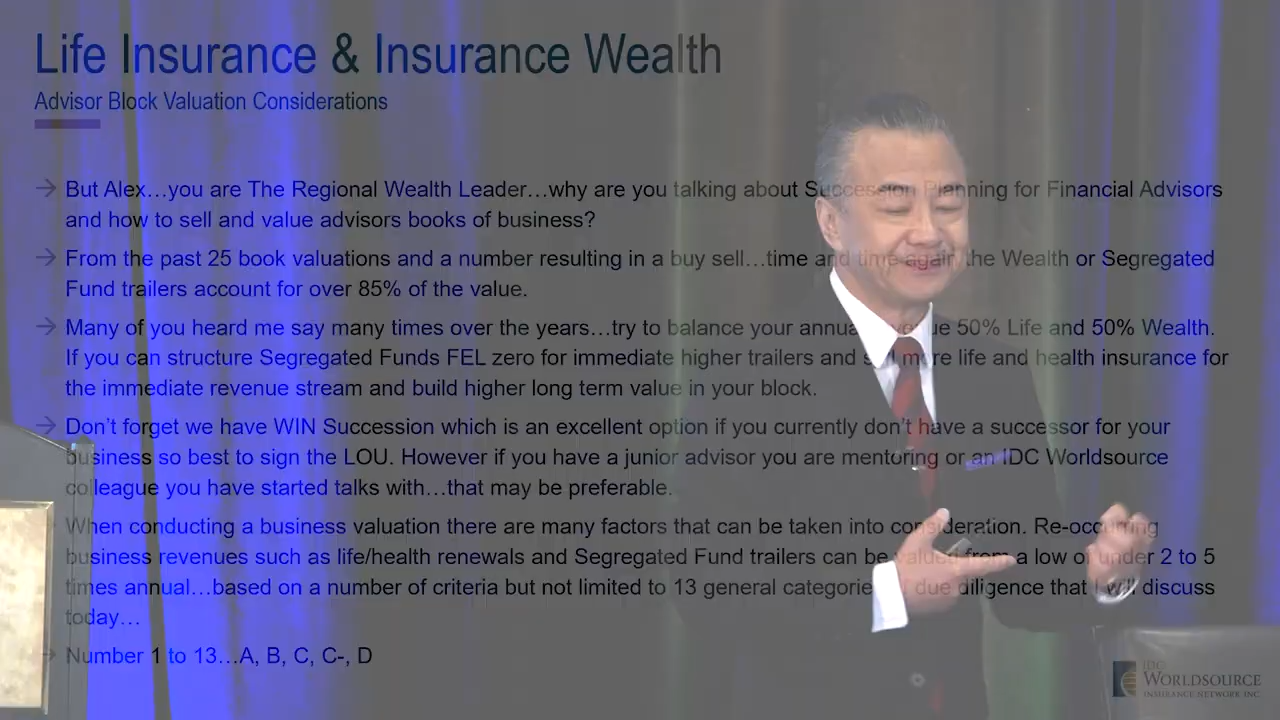 Life Insurance & Insurance Wealth
Advisor Block Valuation Considerations
But Alex…you are The Regional Wealth Leader…why are you talking about Succession Planning for Financial Advisors
and how to sell and value advisors books of business?
From the past 25 book valuations and a number resulting in a buy sell…time and time again the Wealth or Segregated
Fund trailers account for over 85% of the value.
Many of you heard me say many times over the years…try to balance your annual revenue 50% Life and 50% Wealth.
If you can structure Segregated Funds FEL zero for immediate higher trailers and sell more life and health insurance for
the immediate revenue stream and build higher long term value in your block.
Don’t forget we have WIN Succession which is an excellent option if you currently don’t have a successor for your
business so best to sign the LOU. However if you have a junior advisor you are mentoring or an IDC Worldsource
colleague you have started talks with…that may be preferable.
When conducting a business valuation there are many factors that can be taken into consideration. Re-occurring
business revenues such as life/health renewals and Segregated Fund trailers can be valued from a low of under 2 to 5
times annual…based on a number of criteria but not limited to 13 general categories due diligence that I will discuss
today…
Number 1 to 13…A, B, C, C-, D
IDC
WORLDSOURCE
INSURANCE NETWORK INC.